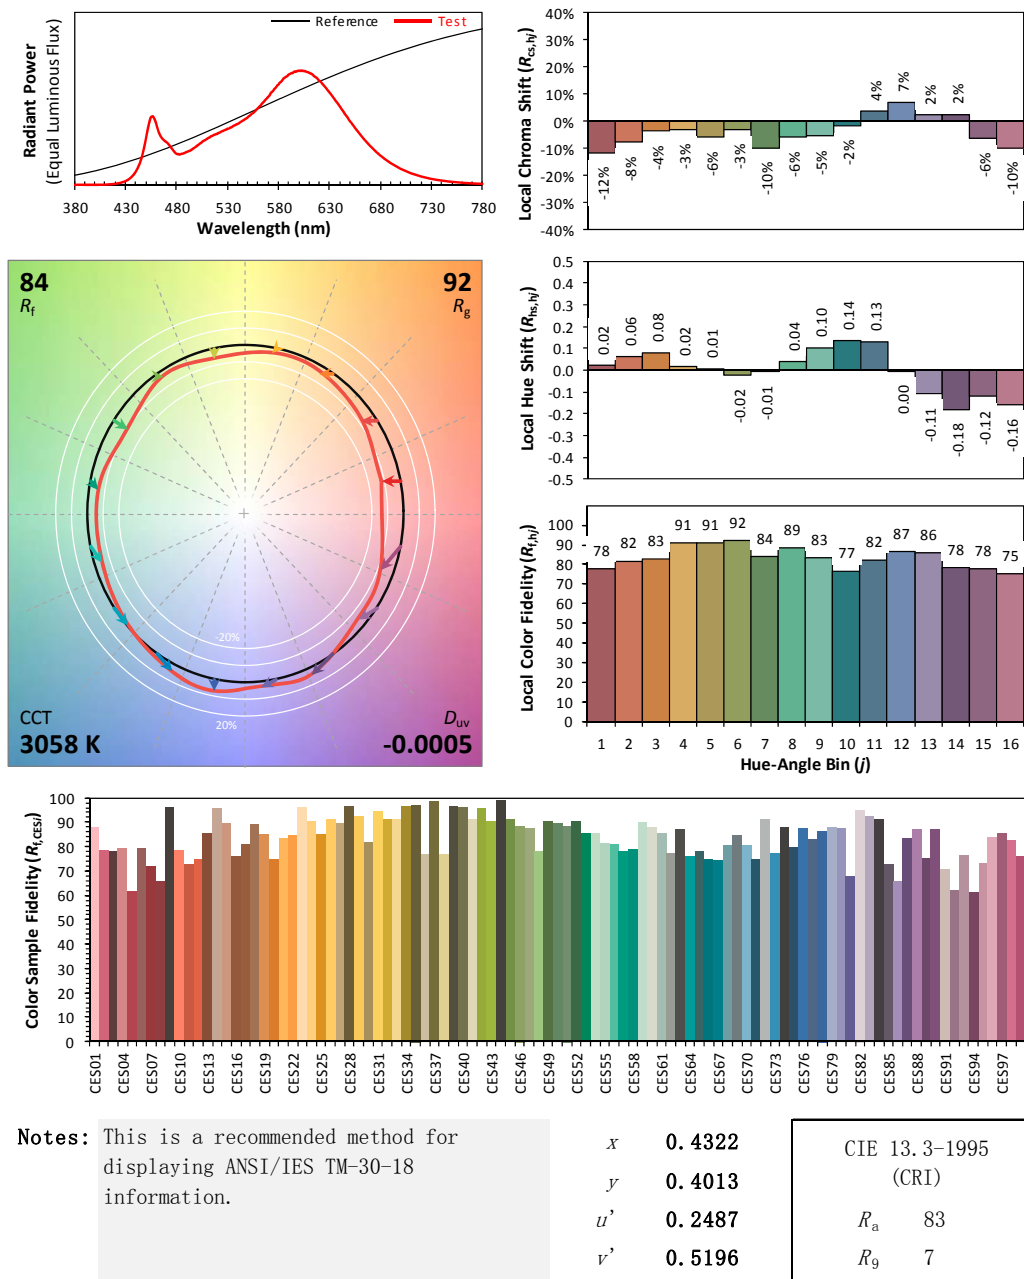 Reference
Test
Radiant Power
(Equal Luminous Flux)
380 430 480 530 580 630 680 730 780
Wavelength (nm)
Local Chroma Shift (Rcs,hj)
40%
30%
20%
10%
0%
-10%
-20%
-30%
-40%
-12% -8% -4% -3% -6% -3% -10% -6% -5% -2% 4% 7% 2% 2% -6% -10%
84
Rf
92
Rg
-20%
20%
CCT
3058 K
Duv
-0.0005
Local Hue Shift (Rhs,hj)
0.5
0.4
0.3
0.2
0.1
0.0
-0.1
-0.2
-0.3
-0.4
-0.5
0.02 0.06 0.08 0.02 0.01 -0.02 -0.01 0.04 0.10 0.14 0.13 0.00 -0.11 -0.18 -0.12 -0.16
Local Color Fidelity (Rf,hj)
100
90
80
70
60
50
40
30
20
10
0
78 82 83 91 91 92 84 89 83 77 82 87 86 78 78 75
1 2 3 4 5 6 7 8 9 10 11 12 13 14 15 16
Hue-Angle Bin (j)
Color Sample Fidelity (Rf,CESi)
100
90
80
70
60
50
40
30
20
10
0
CES01 CES04 CES07 CES10 CES13 CES16 CES19 CES22 CES25 CES28 CES31 CES34 CES37 CES40 CES43 CES46 CES49 CES52 CES55 CES58 CES61 CES64 CES67 CES70 CES73 CES76 CES79 CES82 CES85 CES88 CES91 CES94 CES97
Notes: This is a recommended method for
displaying ANSI/IES TM-30-18
information.
x 0.4322
y 0.4013
u' 0.2487
v' 0.5196
CIE 13.3-1995
(CRI)
Ra 83
R9 7